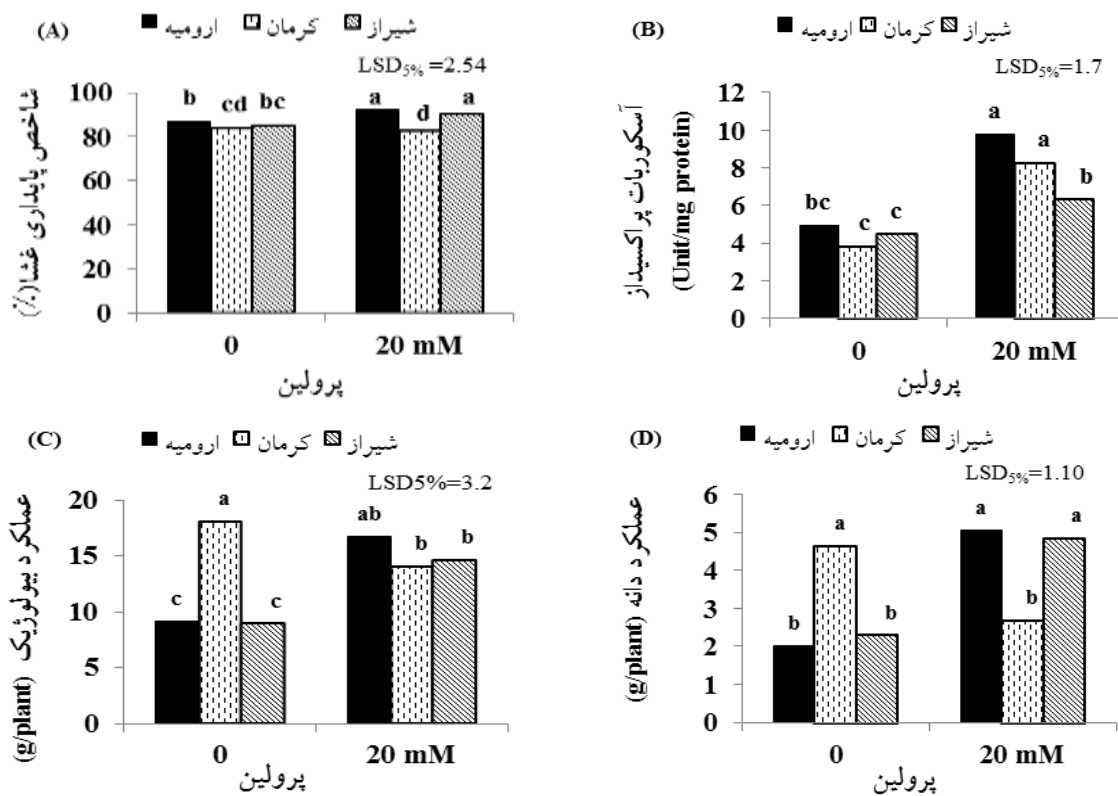 (A)
ارومیه کرمان شیراز
LSD5% =2.54
شاخص پایداری غشا(٪)
100
80
60
40
20
0
b cd bc a d a
0 20 mM
پرولین
(B)
ارومیه کرمان شیراز
LSD5%=1.7
آسکوربات پراکسیداز
(Unit/mg protein)
12
10
8
6
4
2
0
bc c c a a b
0 20 mM
پرولین
(C)
ارومیه کرمان شیراز
LSD5%=3.2
عملکرد بیولوژیک (g/plant)
20
15
10
5
0
c a c ab b b
0 20 mM
پرولین
(D)
ارومیه کرمان شیراز
LSD5%=1.10
عملکرد دانه (g/plant)
6
5
4
3
2
1
0
b a b a b a
0 20 mM
پرولین